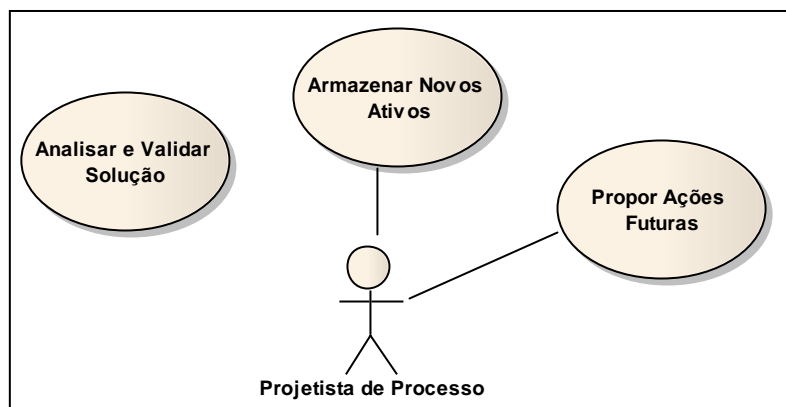 Armazenar Novos
Ativos
Analisar e Validar
Solução
Propor Ações
Futuras
Projetista de Processo